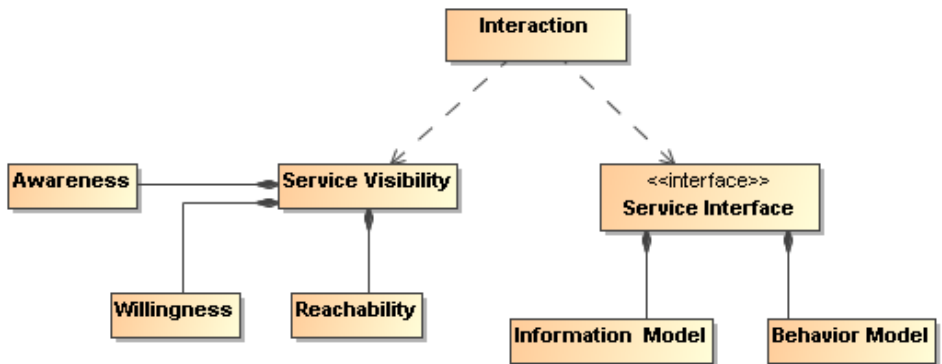 Interaction
Awareness
Service Visibility
<<interface>>
Service Interface
Willingness
Reachability
Information Model
Behavior Model